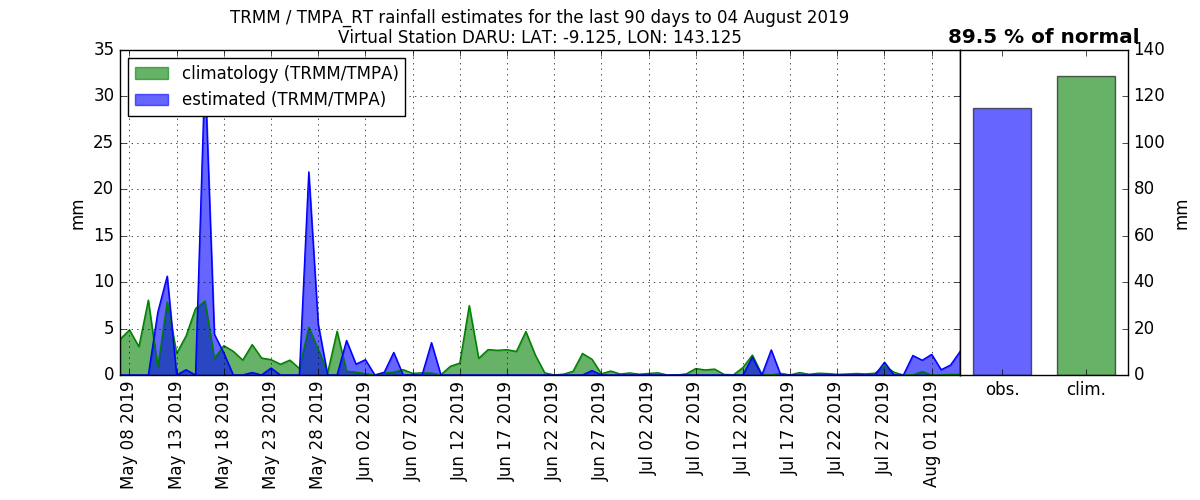 TRMM / TMPA_RT rainfall estimates for the last 90 days to 04 August 2019
Virtual Station DARU: LAT: -9.125, LON: 143.125
89.5 % of normal
climatology (TRMM/TMPA)
estimated (TRMM/TMPA)
35
30
25
20
15
10
5
0
mm
140
120
100
80
60
40
20
0
mm
May 08 2019
May 13 2019
May 18 2019
May 23 2019
May 28 2019
Jun 02 2019
Jun 07 2019
Jun 12 2019
Jun 17 2019
Jun 22 2019
Jun 27 2019
Jul 02 2019
Jul 07 2019
Jul 12 2019
Jul 17 2019
Jul 22 2019
Jul 27 2019
Aug 01 2019
obs.
clim.